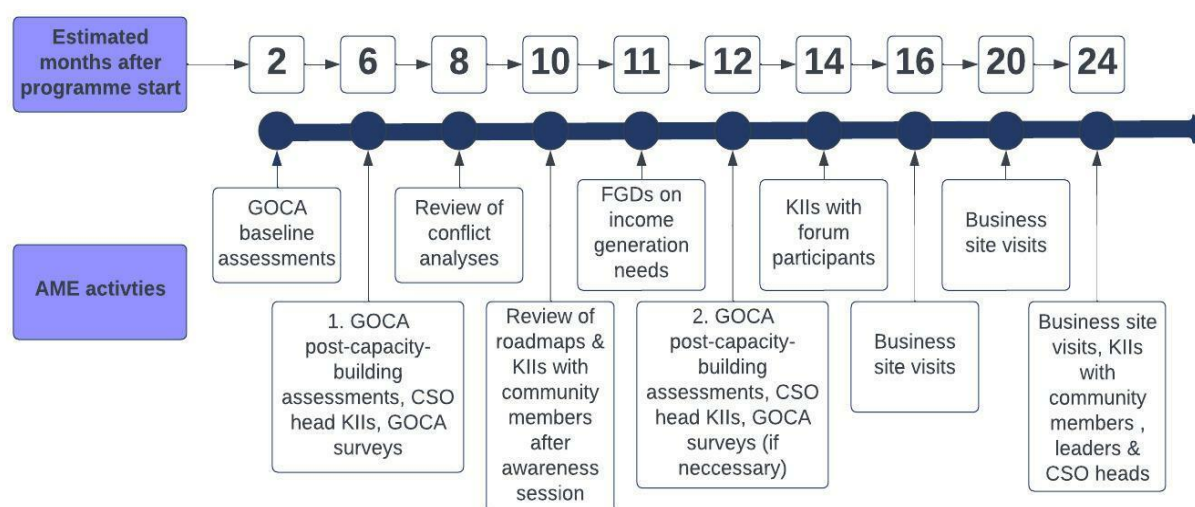 Estimated
months after
programme start
2
6
8
10
11
12
14
16
20
24
AME activties
GOCA
baseline
assessments
1. GOCA
post-capacity-
building
assessments, CSO
head KIIs, GOCA
surveys
Review of
conflict
analyses
Review of
roadmaps &
KIIs with
community
members
after
awareness
session
FGDs on
income
generation
needs
2. GOCA
post-capacity-
building
assessments, CSO
head KIIs, GOCA
surveys (if
neccessary)
KIIs with
forum
participants
Business
site visits
Business
site visits
Business site
visits, KIIs
with
community
members ,
leaders &
CSO heads